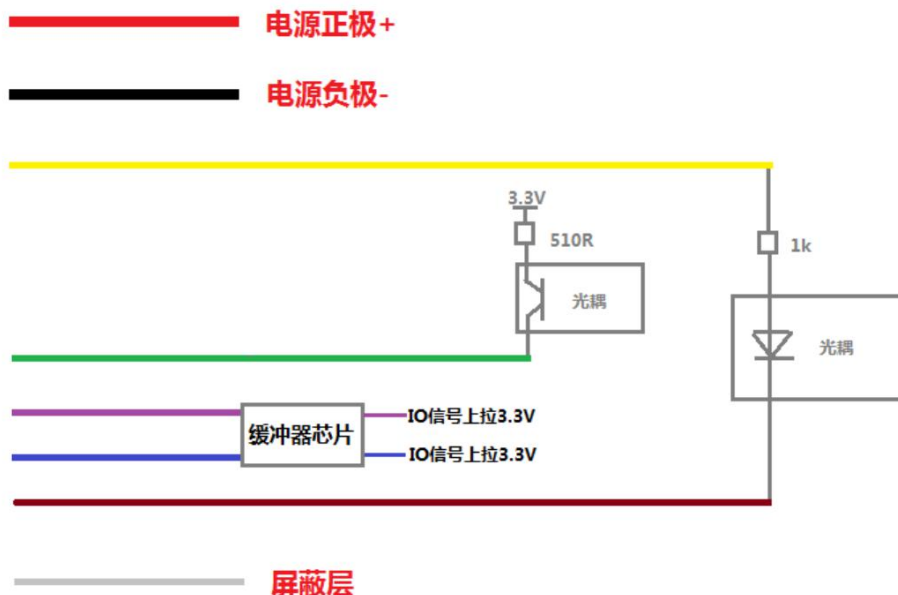 电源正极+
电源负极-
3.3V
510R
1k
光耦
光耦
IO信号上拉3.3V
缓冲器芯片
IO信号上拉3.3V
屏蔽层